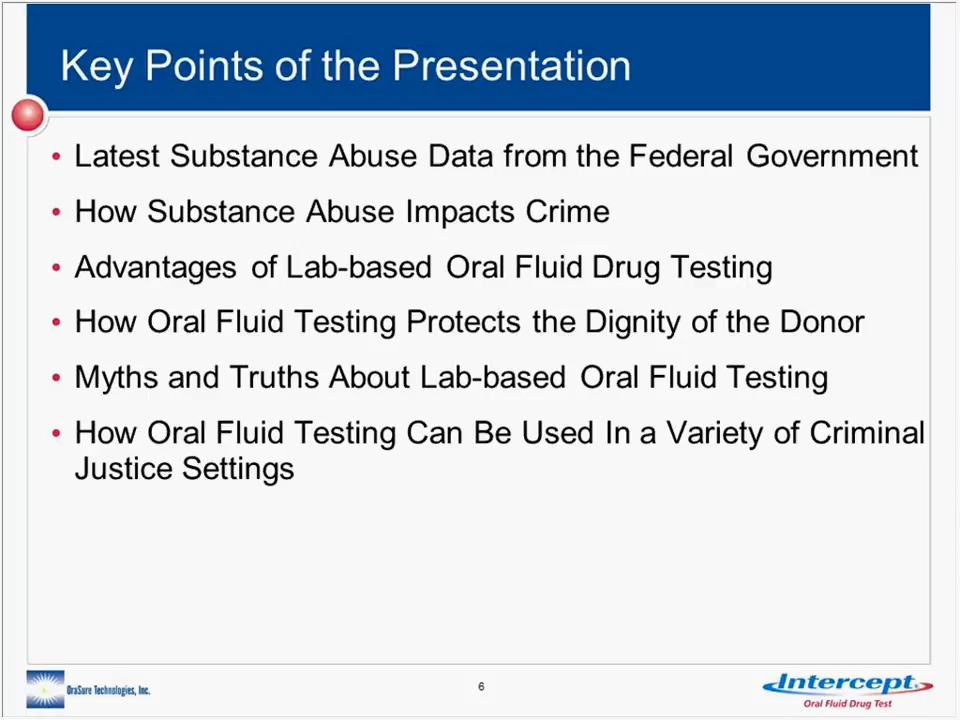 Key Points of the Presentation
• Latest Substance Abuse Data from the Federal Government
• How Substance Abuse Impacts Crime
• Advantages of Lab-based Oral Fluid Drug Testing
• How Oral Fluid Testing Protects the Dignity of the Donor
• Myths and Truths About Lab-based Oral Fluid Testing
• How Oral Fluid Testing Can Be Used In a Variety of Criminal
Justice Settings
OraSure Technologies, Inc.
6
Intercept
Oral Fluid Drug Test